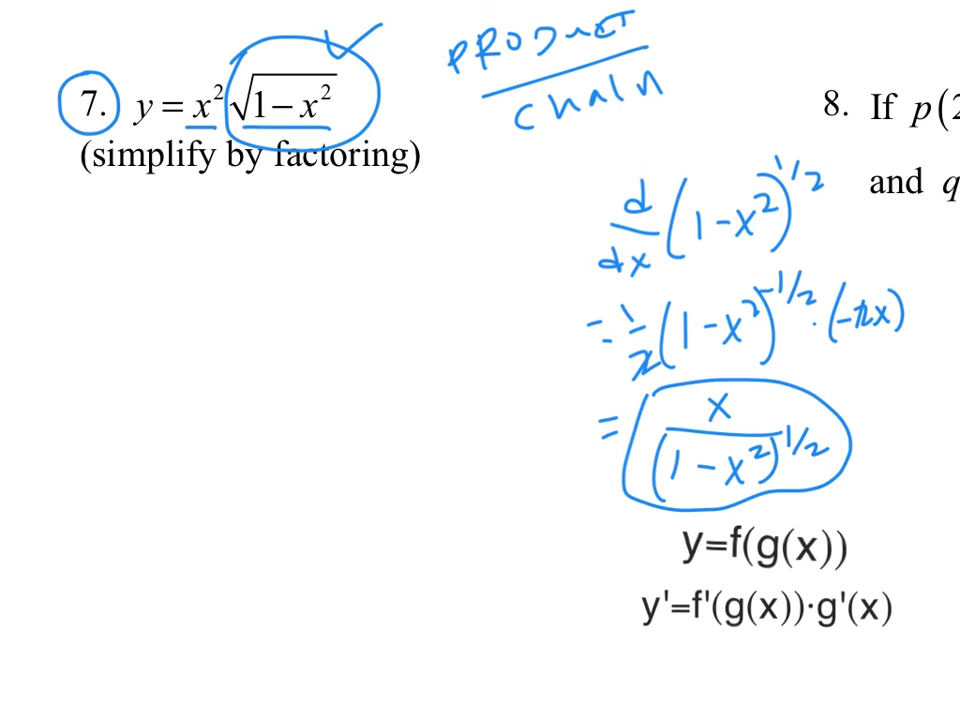 7. y = x²√(1 − x²)
(simplify by factoring)
PRODUCT
Chain
8. If p(2
and q
d/dx (1 − x²)^1/2
= 1/2 (1 − x²)^−1/2 · (−2x)
= x/(1 − x²)^1/2
y=f(g(x))
y'=f'(g(x))·g'(x)